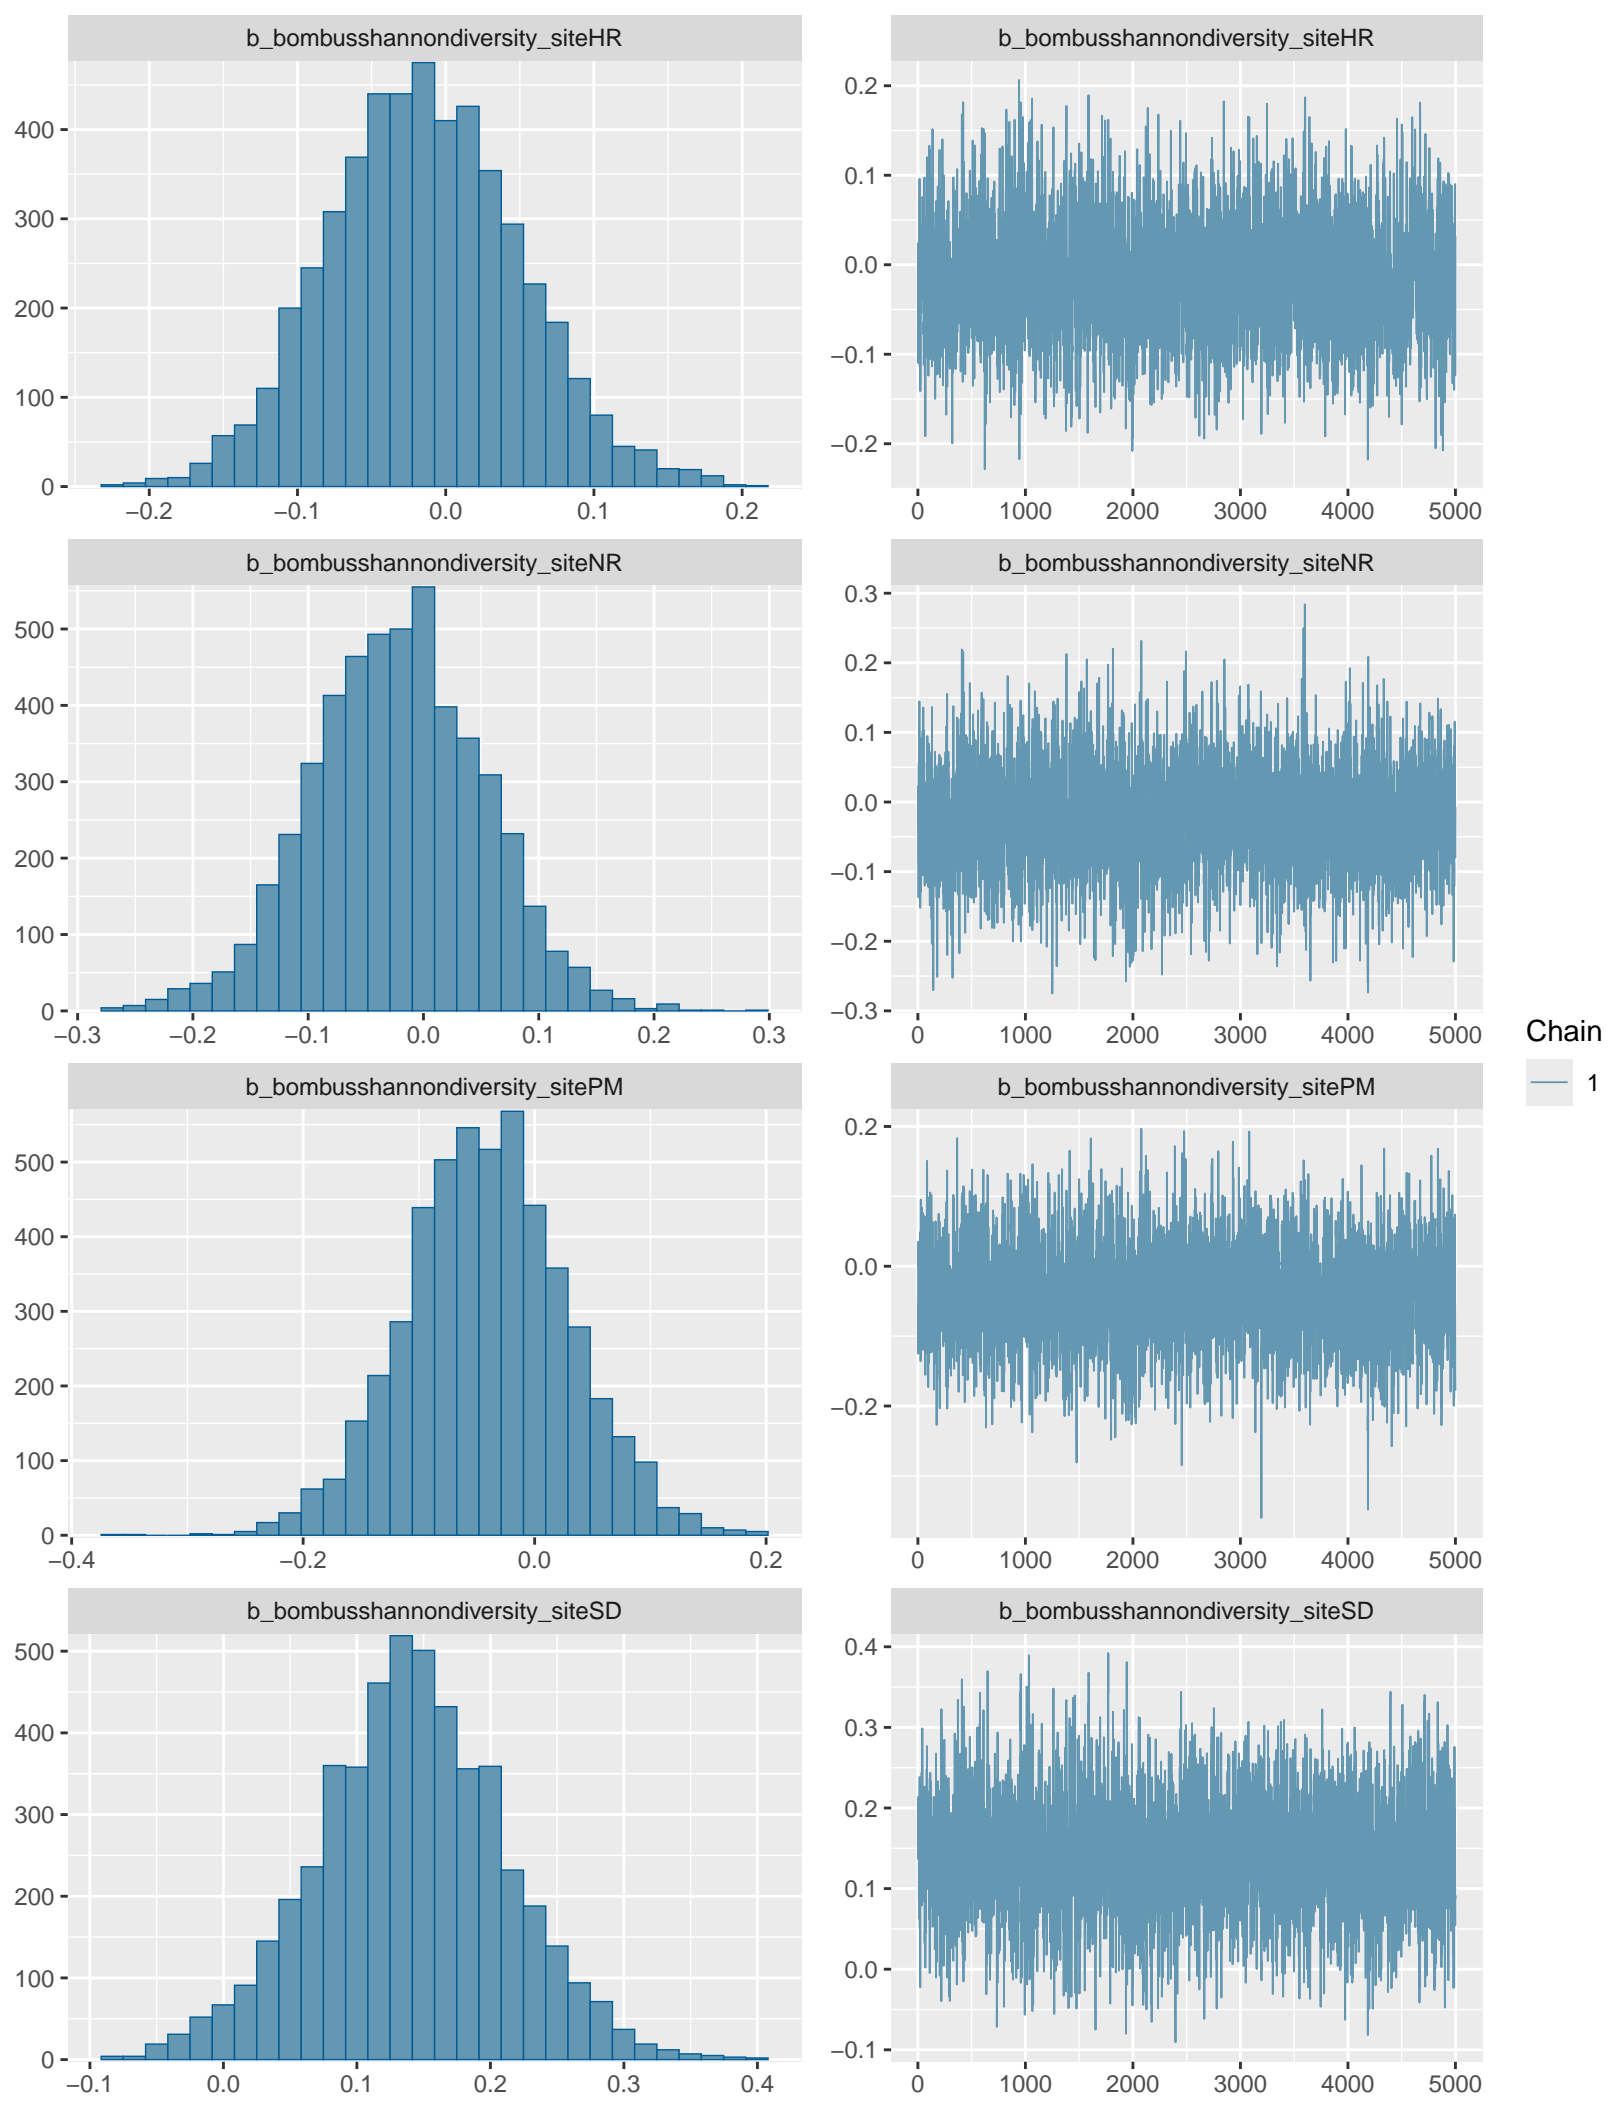 b_bombusshannondiversity_siteHR
b_bombusshannondiversity_siteHR
400
300
200
100
0
−0.2 −0.1 0.0 0.1 0.2
0.2
0.1
0.0
−0.1
−0.2
0 1000 2000 3000 4000 5000
b_bombusshannondiversity_siteNR
b_bombusshannondiversity_siteNR
500
400
300
200
100
0
−0.3 −0.2 −0.1 0.0 0.1 0.2 0.3
0.3
0.2
0.1
0.0
−0.1
−0.2
−0.3
0 1000 2000 3000 4000 5000
b_bombusshannondiversity_sitePM
b_bombusshannondiversity_sitePM
500
400
300
200
100
0
−0.4 −0.2 0.0 0.2
0.2
0.0
−0.2
0 1000 2000 3000 4000 5000
b_bombusshannondiversity_siteSD
b_bombusshannondiversity_siteSD
500
400
300
200
100
0
−0.1 0.0 0.1 0.2 0.3 0.4
0.4
0.3
0.2
0.1
0.0
−0.1
0 1000 2000 3000 4000 5000
Chain
1